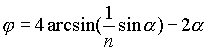 φ = 4 arcsin(1/n sin α) − 2α